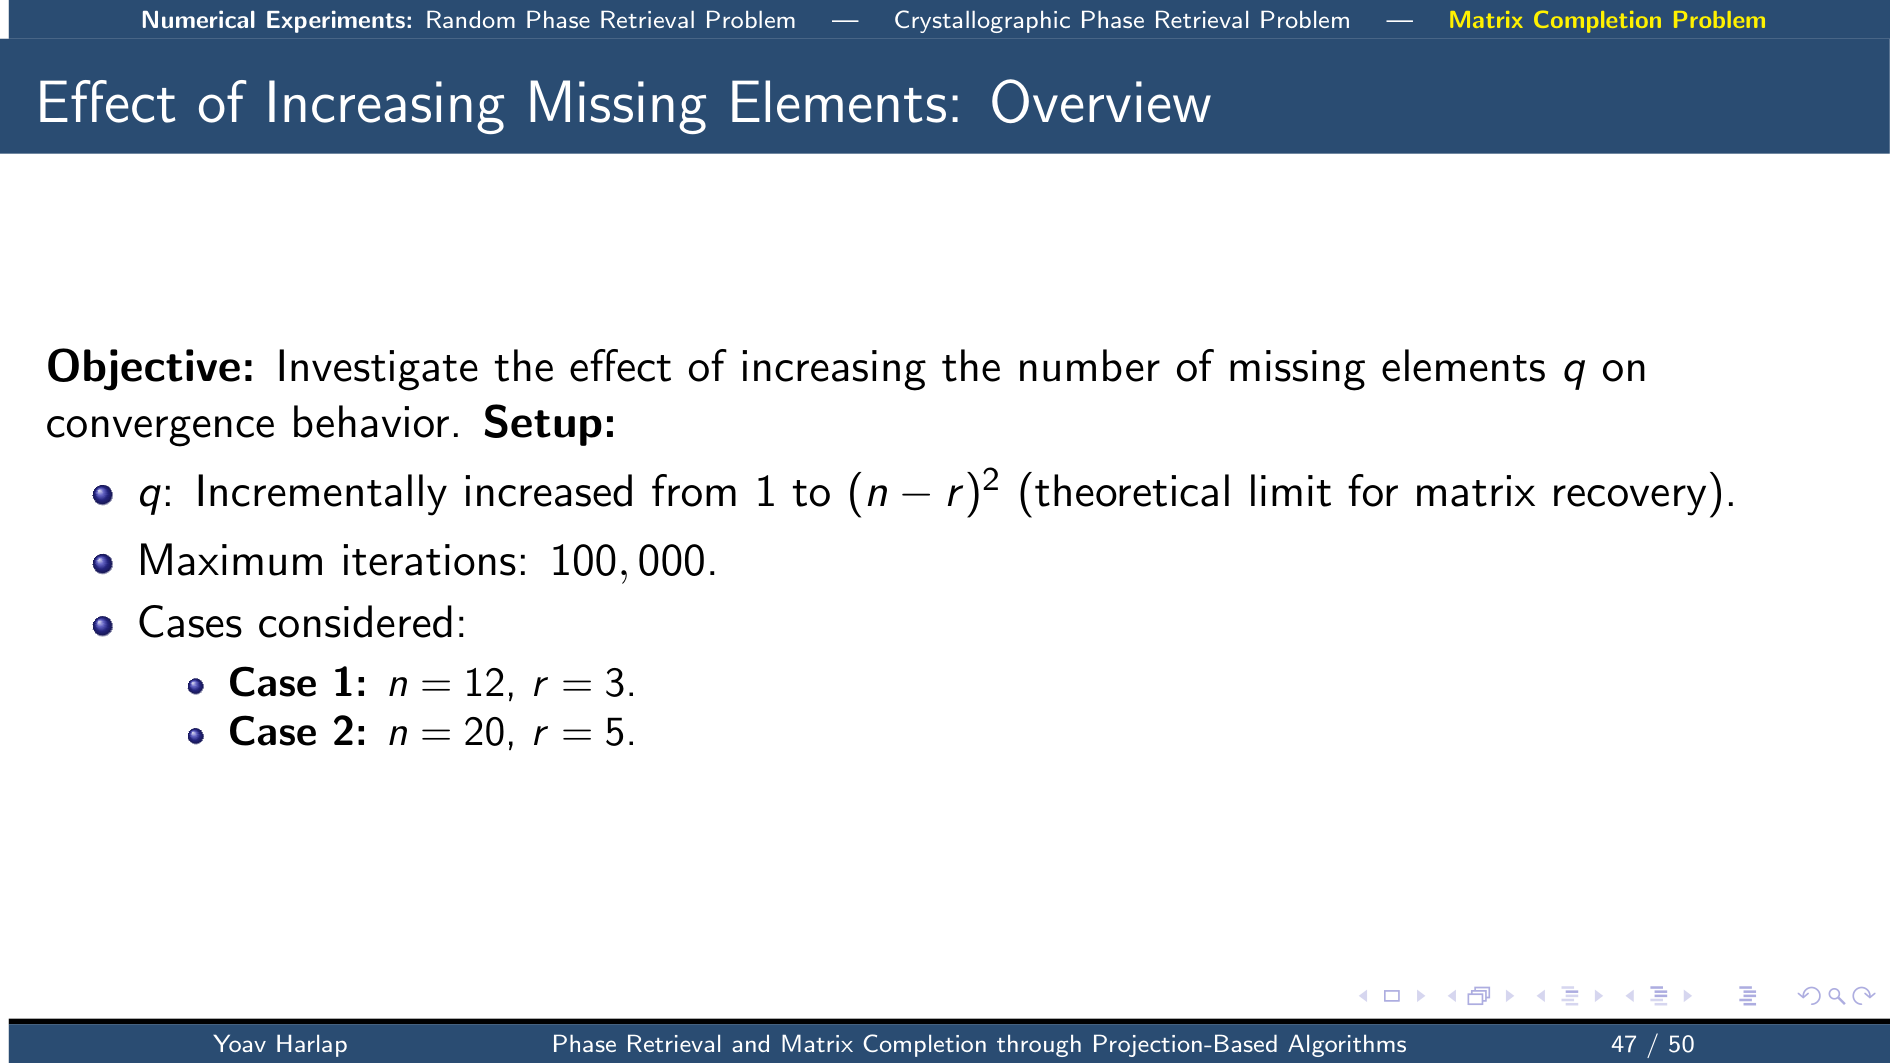 Numerical Experiments: Random Phase Retrieval Problem — Crystallographic Phase Retrieval Problem — Matrix Completion Problem
Effect of Increasing Missing Elements: Overview
Objective: Investigate the effect of increasing the number of missing elements q on
convergence behavior. Setup:
q: Incrementally increased from 1 to (n − r)² (theoretical limit for matrix recovery).
Maximum iterations: 100,000.
Cases considered:
Case 1: n = 12, r = 3.
Case 2: n = 20, r = 5.
Yoav Harlap Phase Retrieval and Matrix Completion through Projection-Based Algorithms 47 / 50